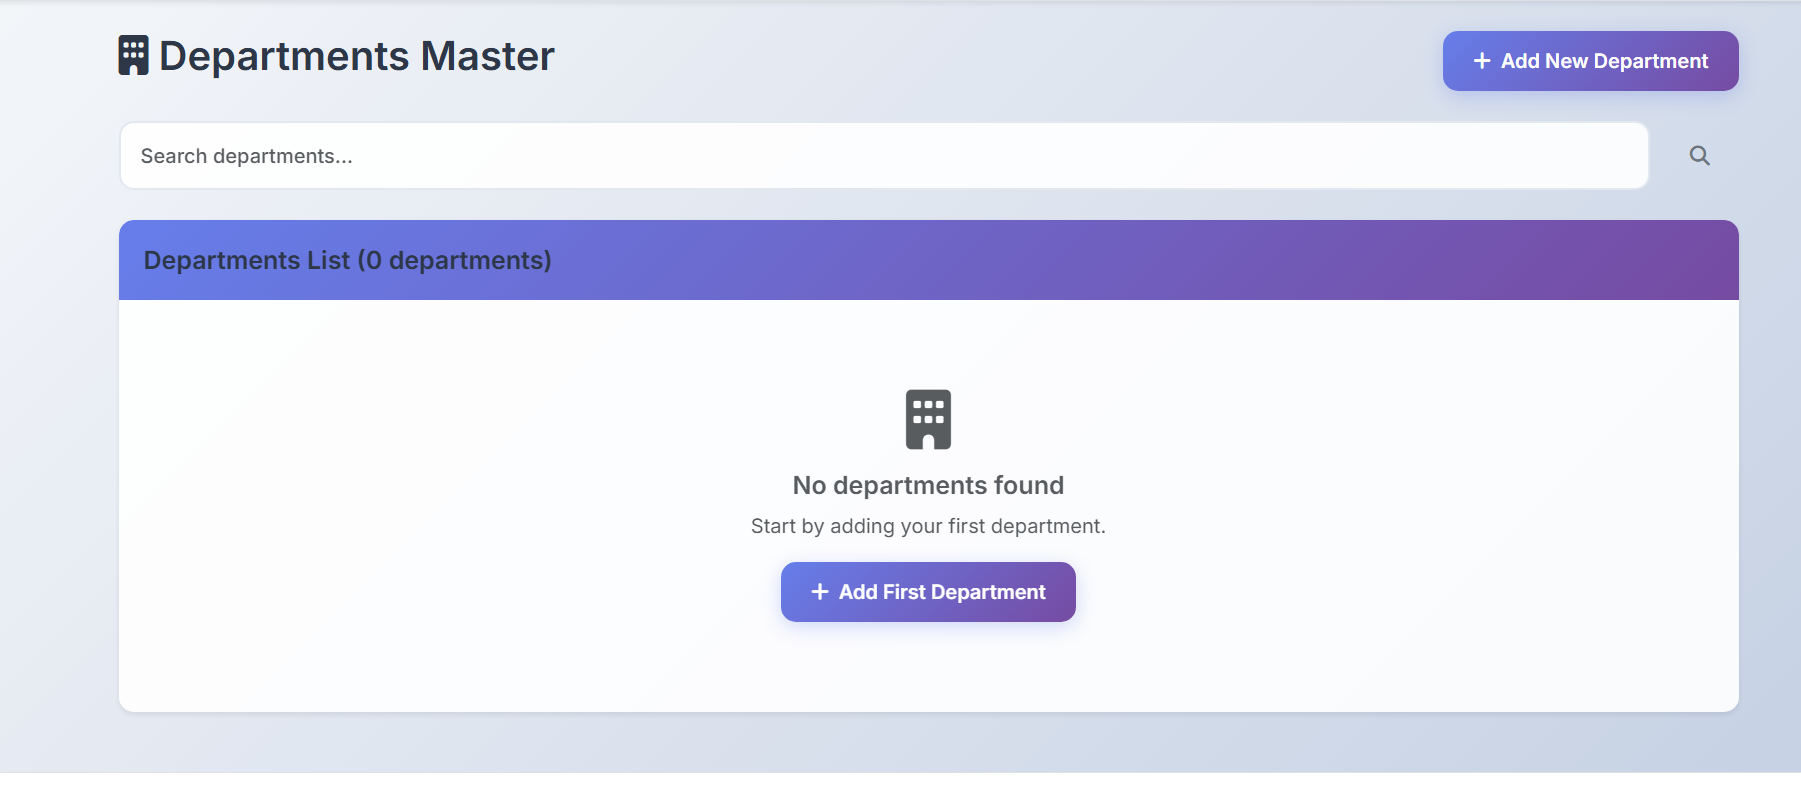 Departments Master
Add New Department
Search departments...
Departments List (0 departments)
No departments found
Start by adding your first department.
Add First Department